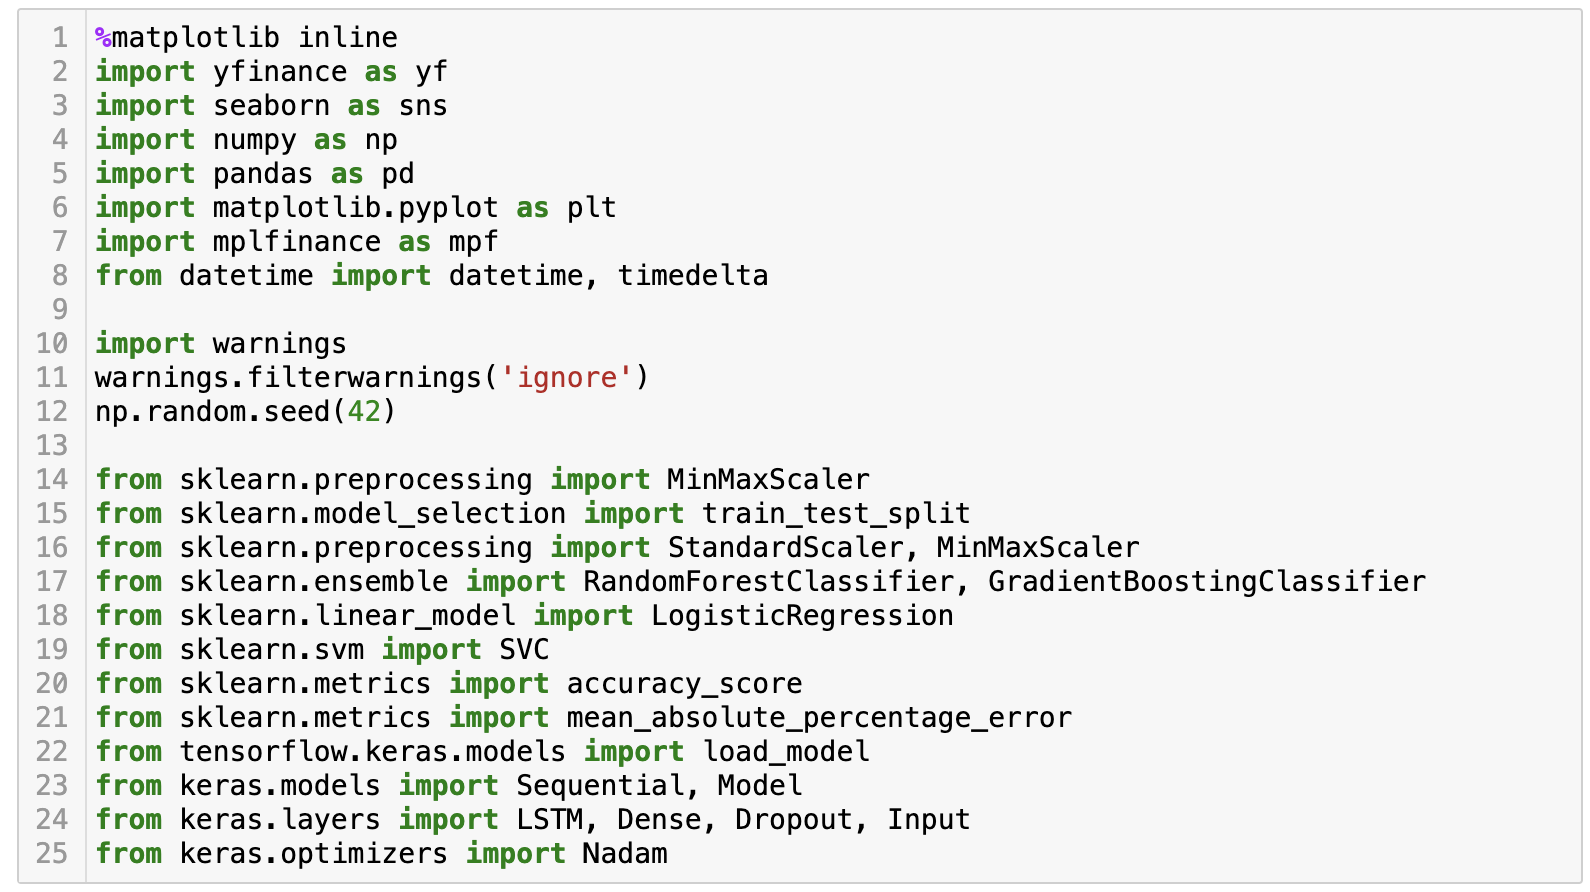 1 %matplotlib inline
2 import yfinance as yf
3 import seaborn as sns
4 import numpy as np
5 import pandas as pd
6 import matplotlib.pyplot as plt
7 import mplfinance as mpf
8 from datetime import datetime, timedelta
9
10 import warnings
11 warnings.filterwarnings('ignore')
12 np.random.seed(42)
13
14 from sklearn.preprocessing import MinMaxScaler
15 from sklearn.model_selection import train_test_split
16 from sklearn.preprocessing import StandardScaler, MinMaxScaler
17 from sklearn.ensemble import RandomForestClassifier, GradientBoostingClassifier
18 from sklearn.linear_model import LogisticRegression
19 from sklearn.svm import SVC
20 from sklearn.metrics import accuracy_score
21 from sklearn.metrics import mean_absolute_percentage_error
22 from tensorflow.keras.models import load_model
23 from keras.models import Sequential, Model
24 from keras.layers import LSTM, Dense, Dropout, Input
25 from keras.optimizers import Nadam